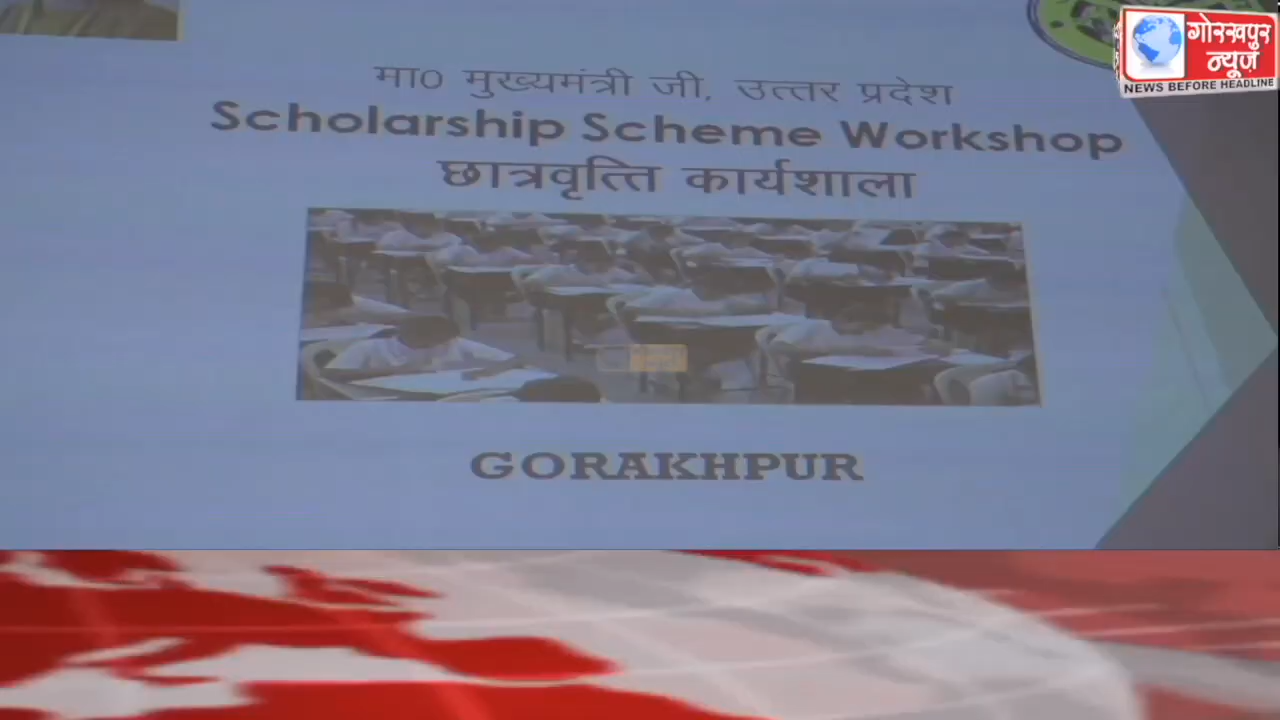 मा0 मुख्यमंत्री जी, उत्तर प्रदेश
Scholarship Scheme Workshop
छात्रवृत्ति कार्यशाला
GORAKHPUR
गोरखपुर
न्यूज़
NEWS BEFORE HEADLINE